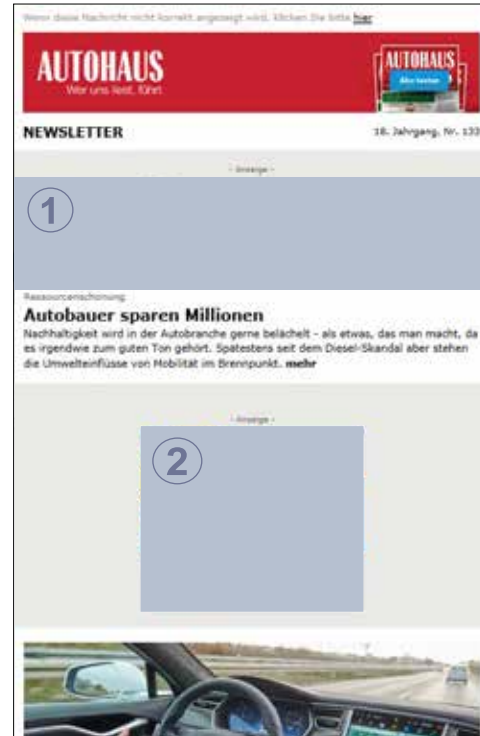 Wenn diese Nachricht nicht korrekt angezeigt wird, klicken Sie bitte hier
AUTOHAUS
Wer uns liest, führt
AUTOHAUS
NEWSLETTER
18. Jahrgang, Nr. 133
- Anzeige -
1
Ressourcenschonung
Autobauer sparen Millionen
Nachhaltigkeit wird in der Autobranche gerne belächelt - als etwas, das man macht, da
es irgendwie zum guten Ton gehört. Spätestens seit dem Diesel-Skandal aber stehen
die Umwelteinflüsse von Mobilität im Brennpunkt. mehr
- Anzeige -
2